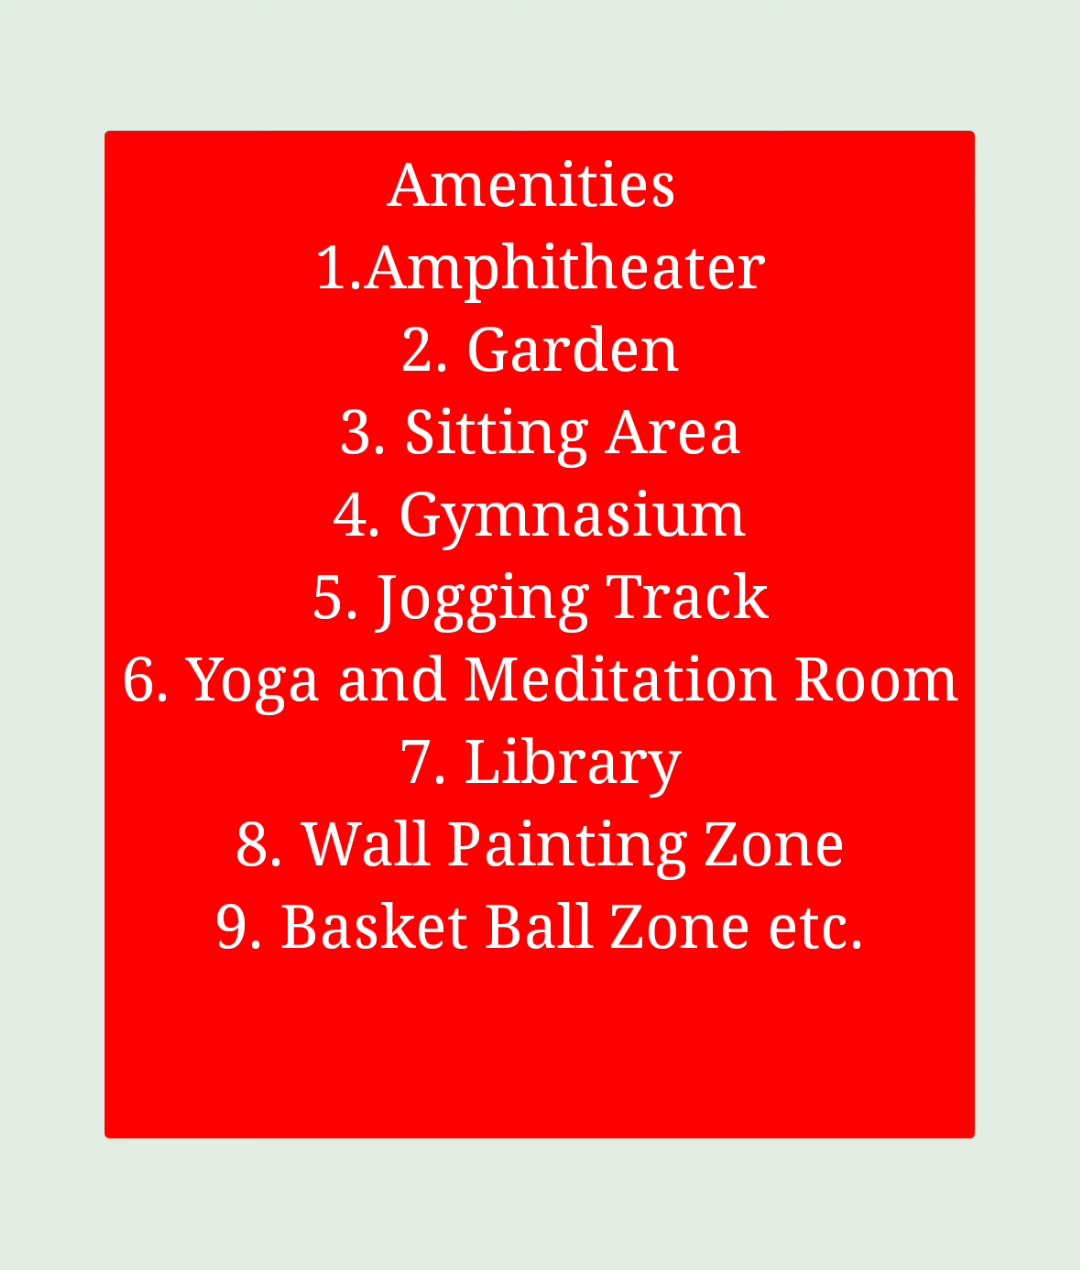 Amenities
1.Amphitheater
2. Garden
3. Sitting Area
4. Gymnasium
5. Jogging Track
6. Yoga and Meditation Room
7. Library
8. Wall Painting Zone
9. Basket Ball Zone etc.